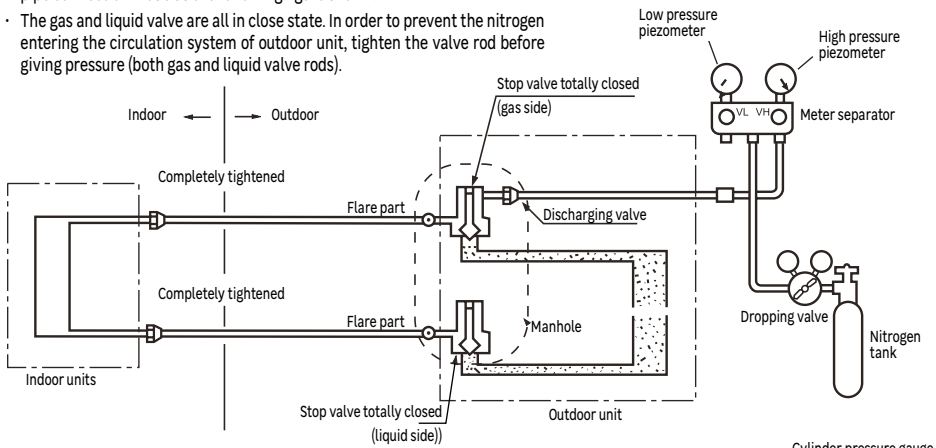 · The gas and liquid valve are all in close state. In order to prevent the nitrogen
entering the circulation system of outdoor unit, tighten the valve rod before
giving pressure (both gas and liquid valve rods).
Low pressure
piezometer
High pressure
piezometer
Stop valve totally closed
(gas side)
VL VH
Meter separator
Indoor
Outdoor
Completely tightened
Flare part
Discharging valve
Completely tightened
Flare part
Manhole
Dropping valve
Nitrogen
tank
Indoor units
Stop valve totally closed
(liquid side))
Outdoor unit
Cylinder pressure gauge